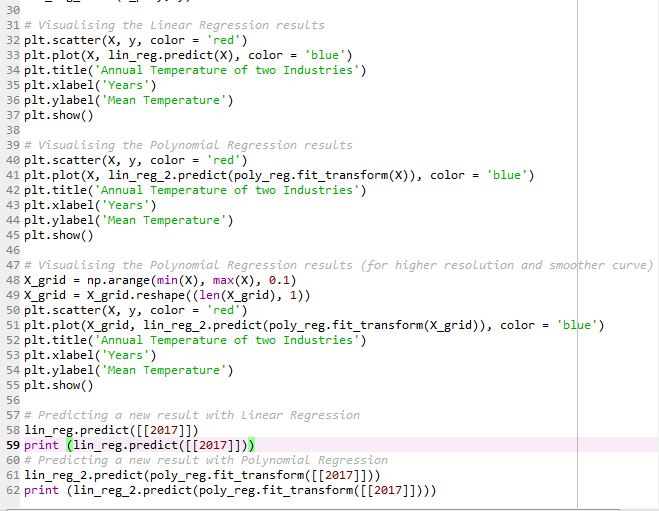 30
31 # Visualising the Linear Regression results
32 plt.scatter(X, y, color = 'red')
33 plt.plot(X, lin_reg.predict(X), color = 'blue')
34 plt.title('Annual Temperature of two Industries')
35 plt.xlabel('Years')
36 plt.ylabel('Mean Temperature')
37 plt.show()
38
39 # Visualising the Polynomial Regression results
40 plt.scatter(X, y, color = 'red')
41 plt.plot(X, lin_reg_2.predict(poly_reg.fit_transform(X)), color = 'blue')
42 plt.title('Annual Temperature of two Industries')
43 plt.xlabel('Years')
44 plt.ylabel('Mean Temperature')
45 plt.show()
46
47 # Visualising the Polynomial Regression results (for higher resolution and smoother curve)
48 X_grid = np.arange(min(X), max(X), 0.1)
49 X_grid = X_grid.reshape((len(X_grid), 1))
50 plt.scatter(X, y, color = 'red')
51 plt.plot(X_grid, lin_reg_2.predict(poly_reg.fit_transform(X_grid)), color = 'blue')
52 plt.title('Annual Temperature of two Industries')
53 plt.xlabel('Years')
54 plt.ylabel('Mean Temperature')
55 plt.show()
56
57 # Predicting a new result with Linear Regression
58 lin_reg.predict([[2017]])
59 print (lin_reg.predict([[2017]]))
60 # Predicting a new result with Polynomial Regression
61 lin_reg_2.predict(poly_reg.fit_transform([[2017]]))
62 print (lin_reg_2.predict(poly_reg.fit_transform([[2017]])))